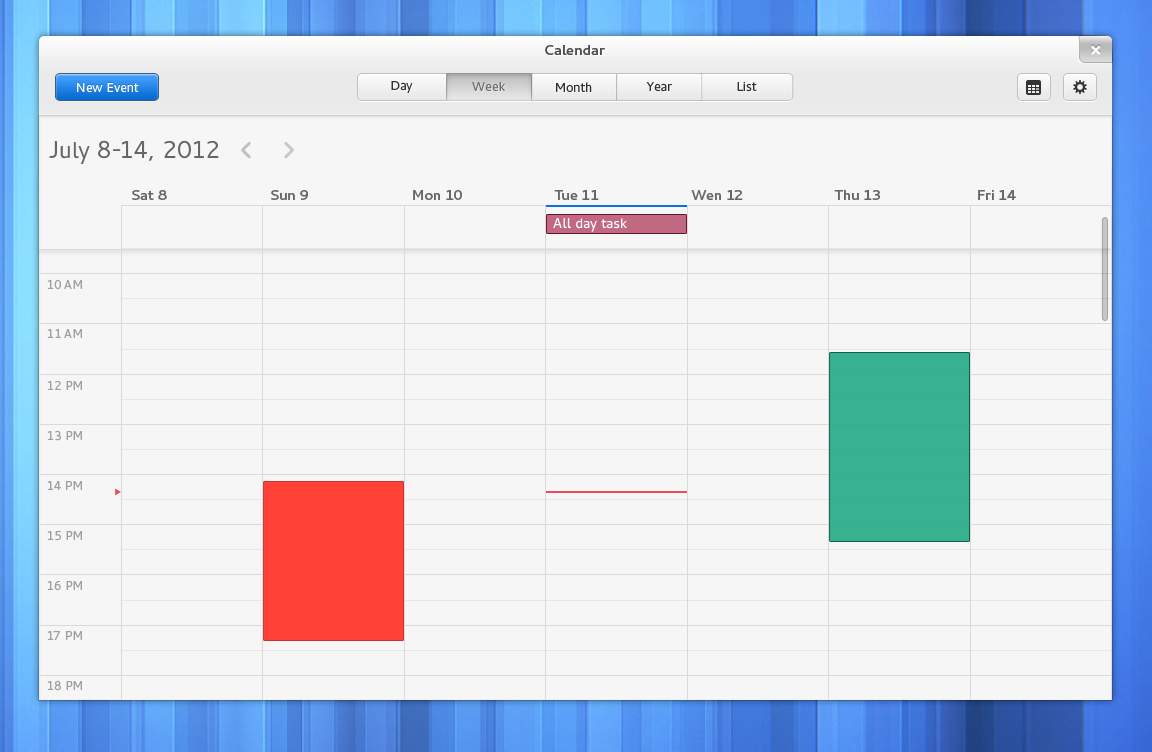 Calendar
New Event
Day Week Month Year List
July 8-14, 2012
Sat 8 Sun 9 Mon 10 Tue 11 Wen 12 Thu 13 Fri 14
All day task
10 AM
11 AM
12 PM
13 PM
14 PM
15 PM
16 PM
17 PM
18 PM